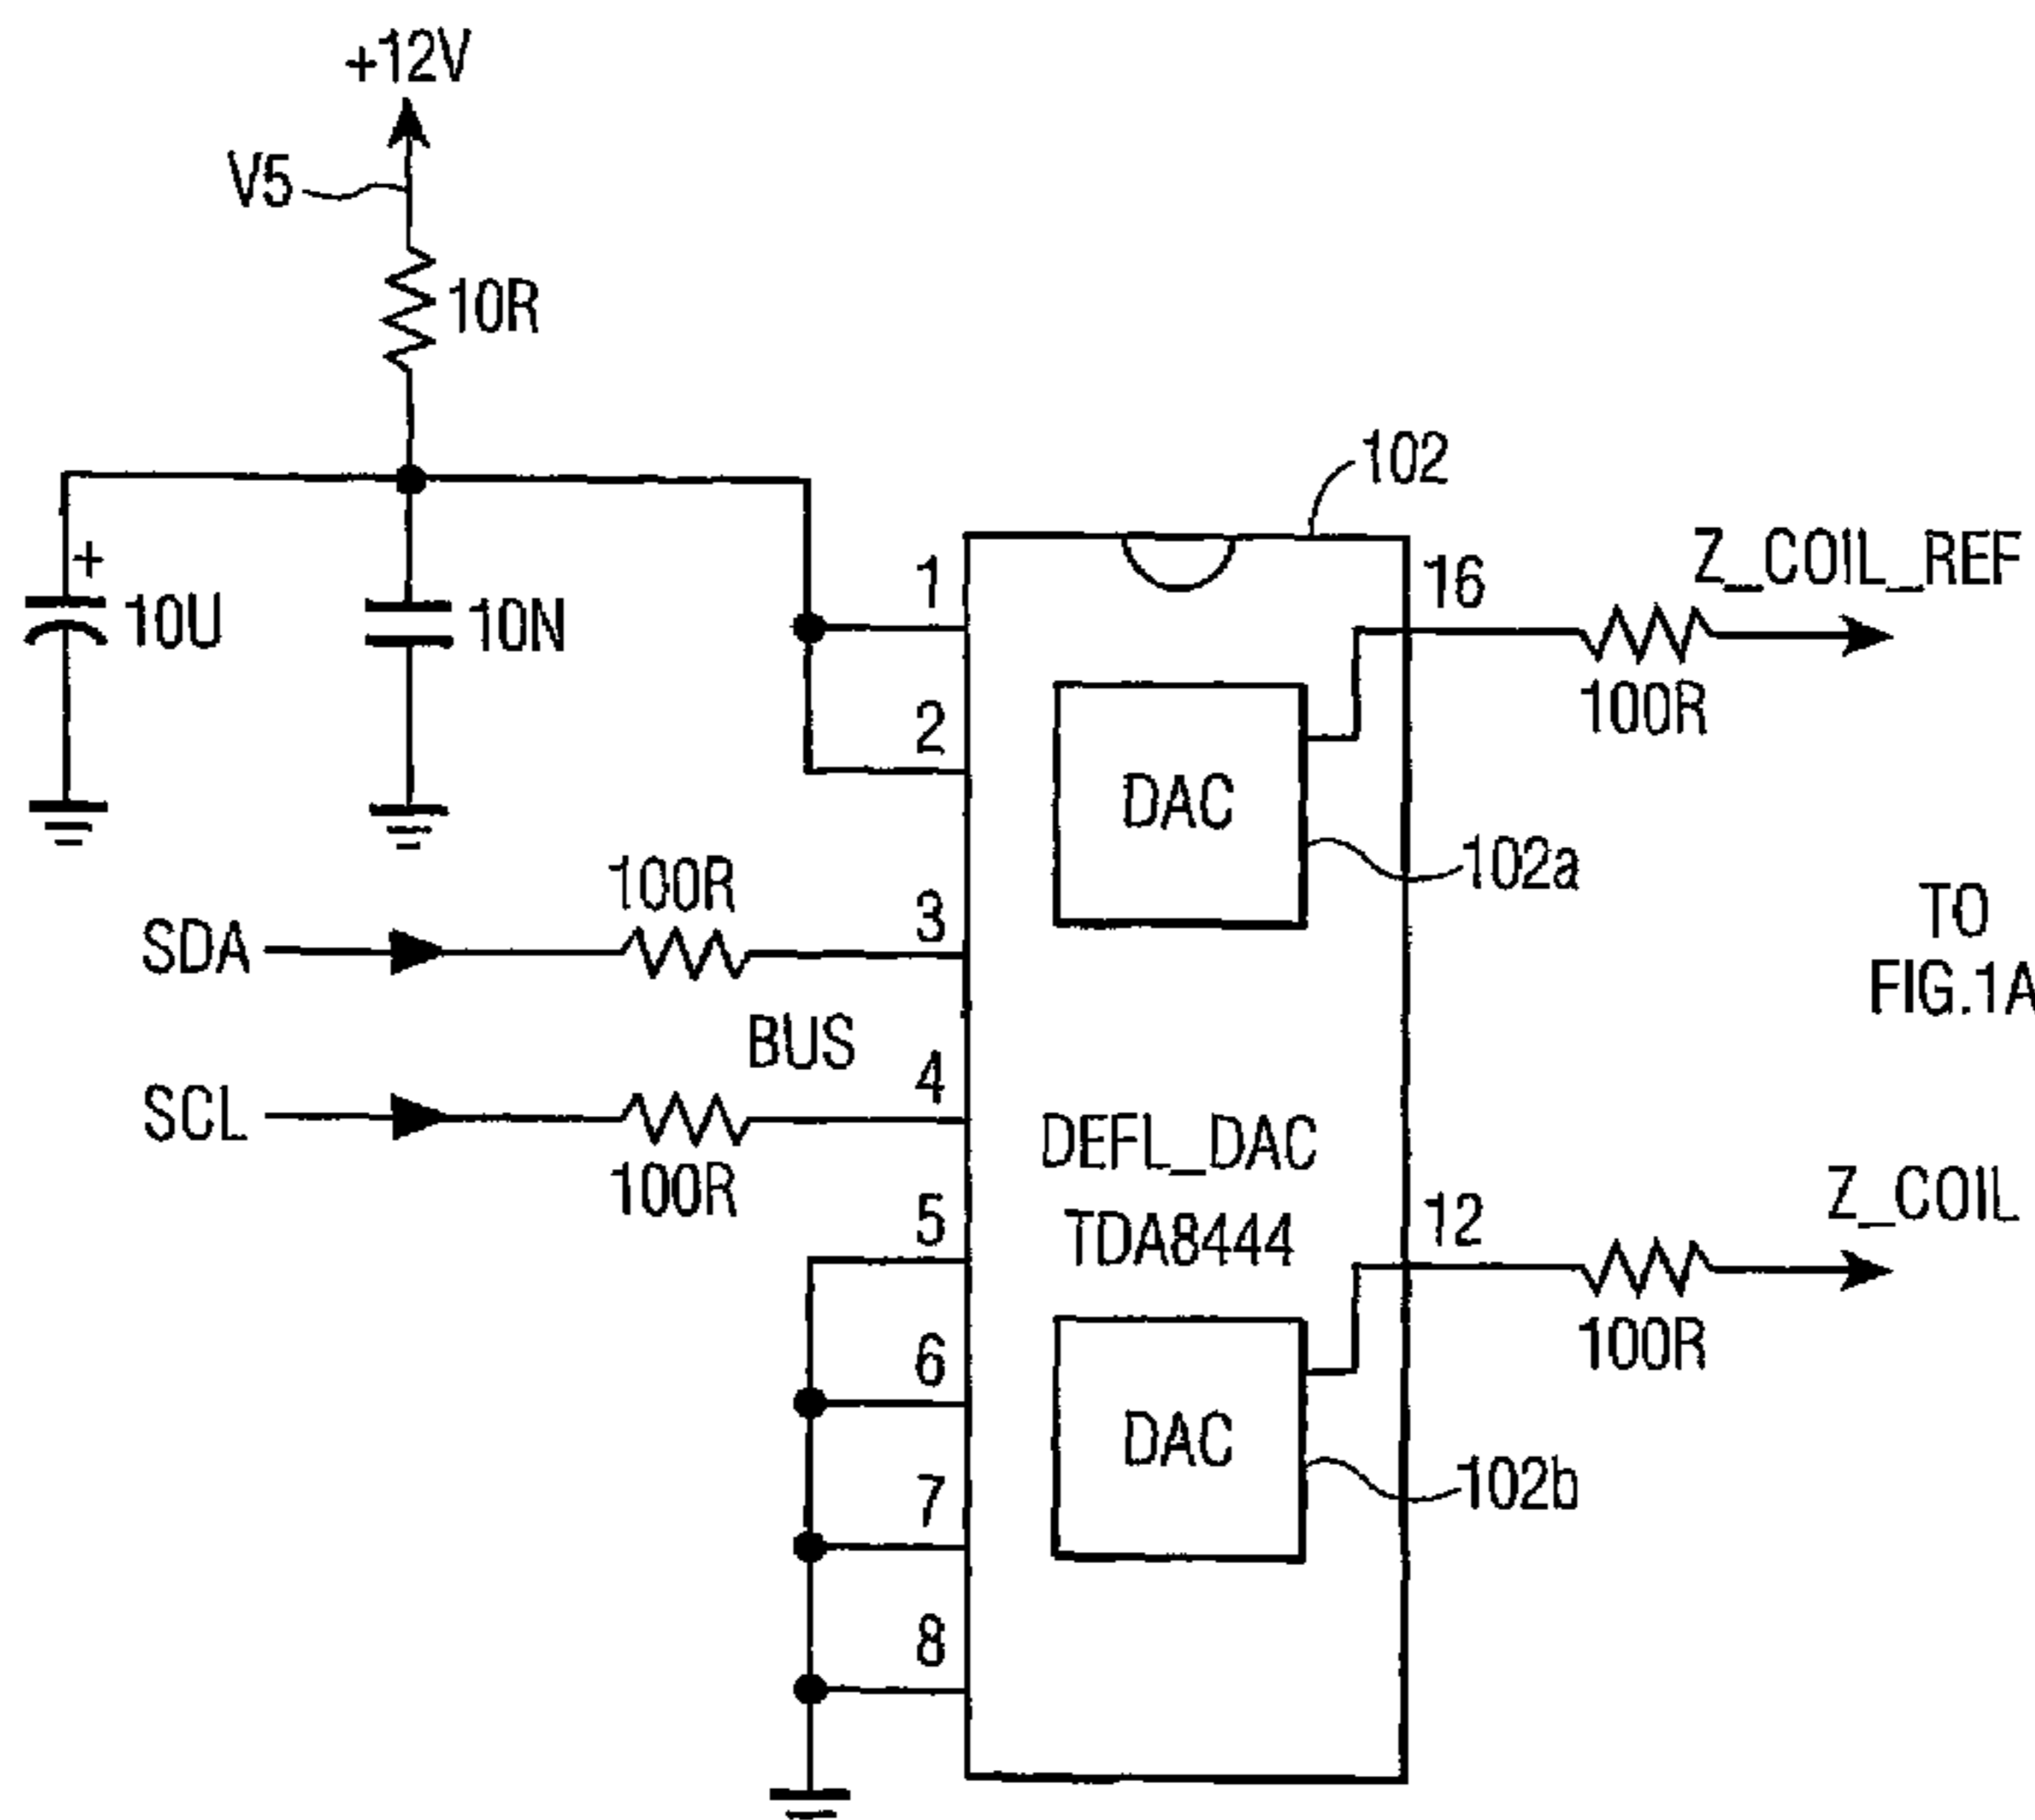 +12V
V5
10R
102
+
10U
10N
1
16
Z_COIL_REF
100R
2
DAC
102a
100R
3
SDA
TO
FIG.1A
BUS
4
SCL
100R
DEFL_DAC
TDA8444
5
12
Z_COIL
100R
6
DAC
102b
7
8